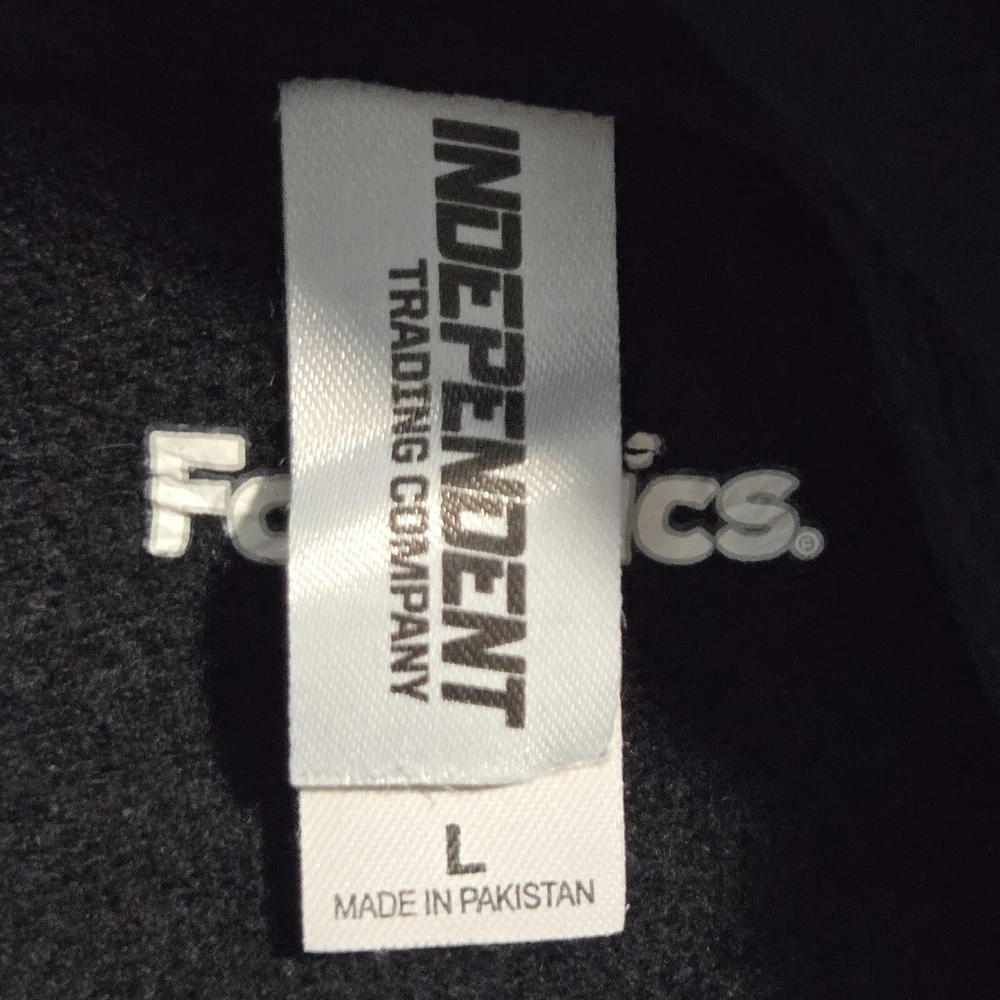 INDEPENDENT
TRADING COMPANY
L
MADE IN PAKISTAN